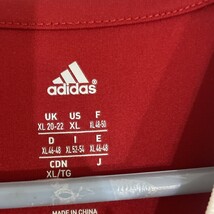 adidas
UK US F
XL 20-22 XL XL 48-50
D I E
XL 46-48 XL 52-54 XL 46-48
CDN J
XL/TG
MADE IN CHINA